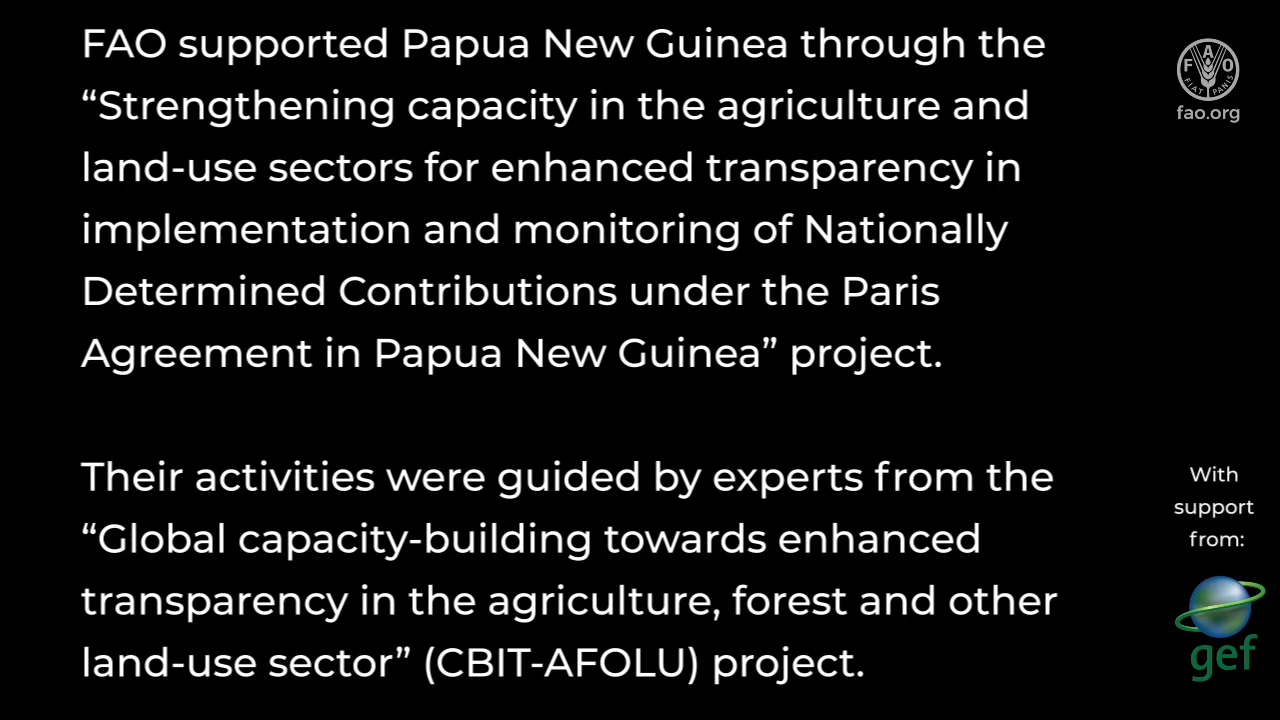 FAO supported Papua New Guinea through the
“Strengthening capacity in the agriculture and
land-use sectors for enhanced transparency in
implementation and monitoring of Nationally
Determined Contributions under the Paris
Agreement in Papua New Guinea” project.
Their activities were guided by experts from the
“Global capacity-building towards enhanced
transparency in the agriculture, forest and other
land-use sector” (CBIT-AFOLU) project.
FAO
FIAT PANIS
fao.org
With
support
from:
gef